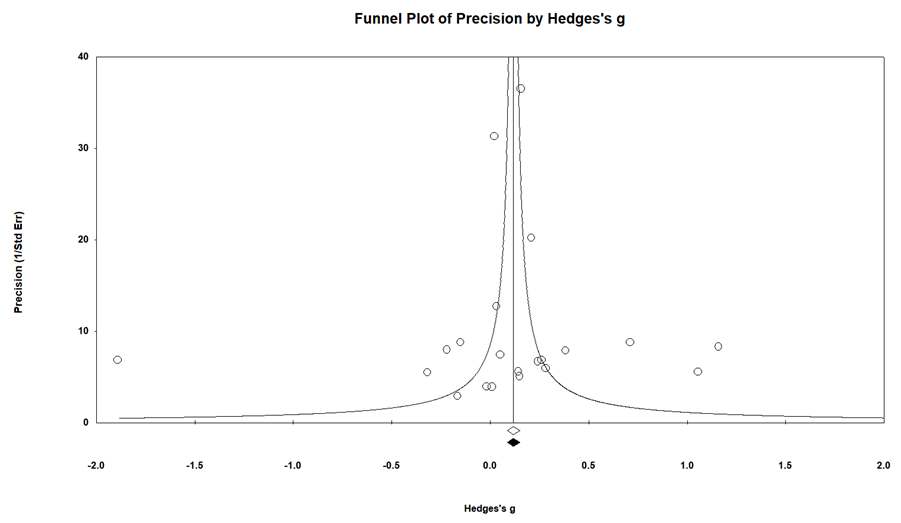 Funnel Plot of Precision by Hedges's g
40
30
20
10
0
Precision (1/Std Err)
-2.0 -1.5 -1.0 -0.5 0.0 0.5 1.0 1.5 2.0
Hedges's g